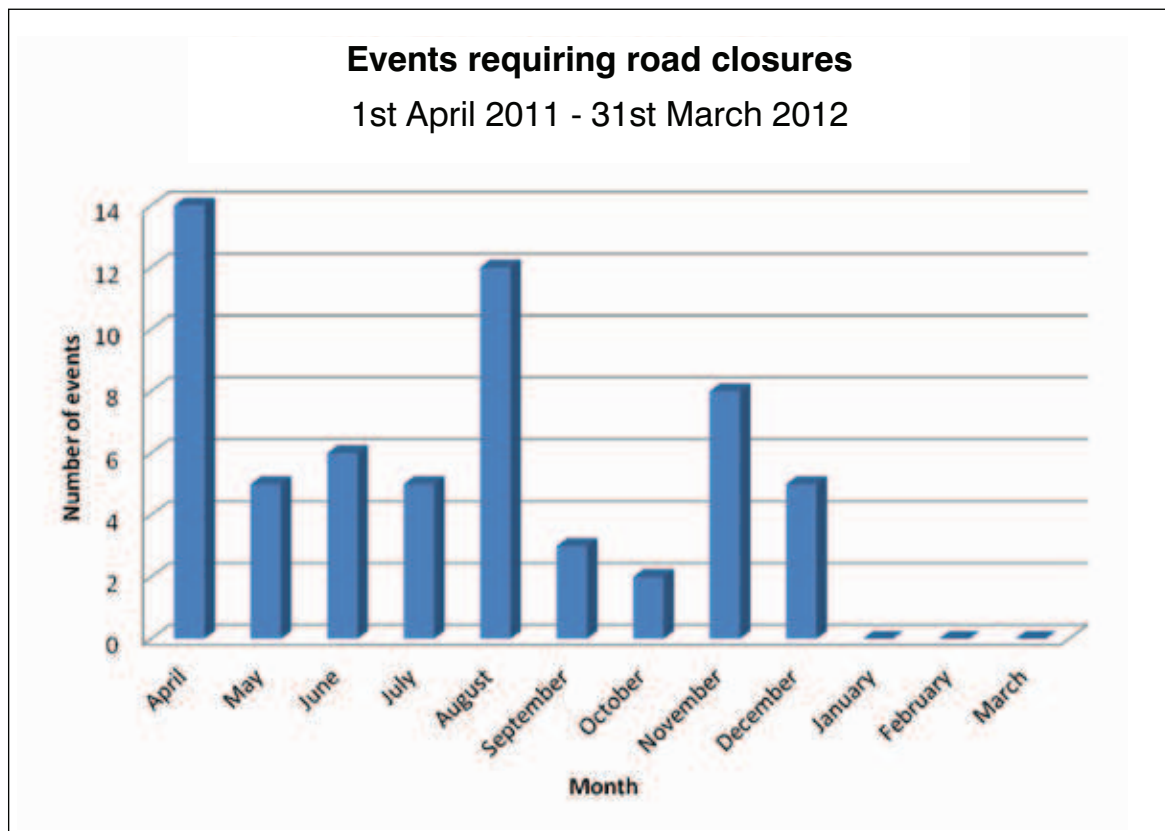 Events requiring road closures
1st April 2011 - 31st March 2012
14
12
10
8
6
4
2
0
Number of events
April
May
June
July
August
September
October
November
December
January
February
March
Month